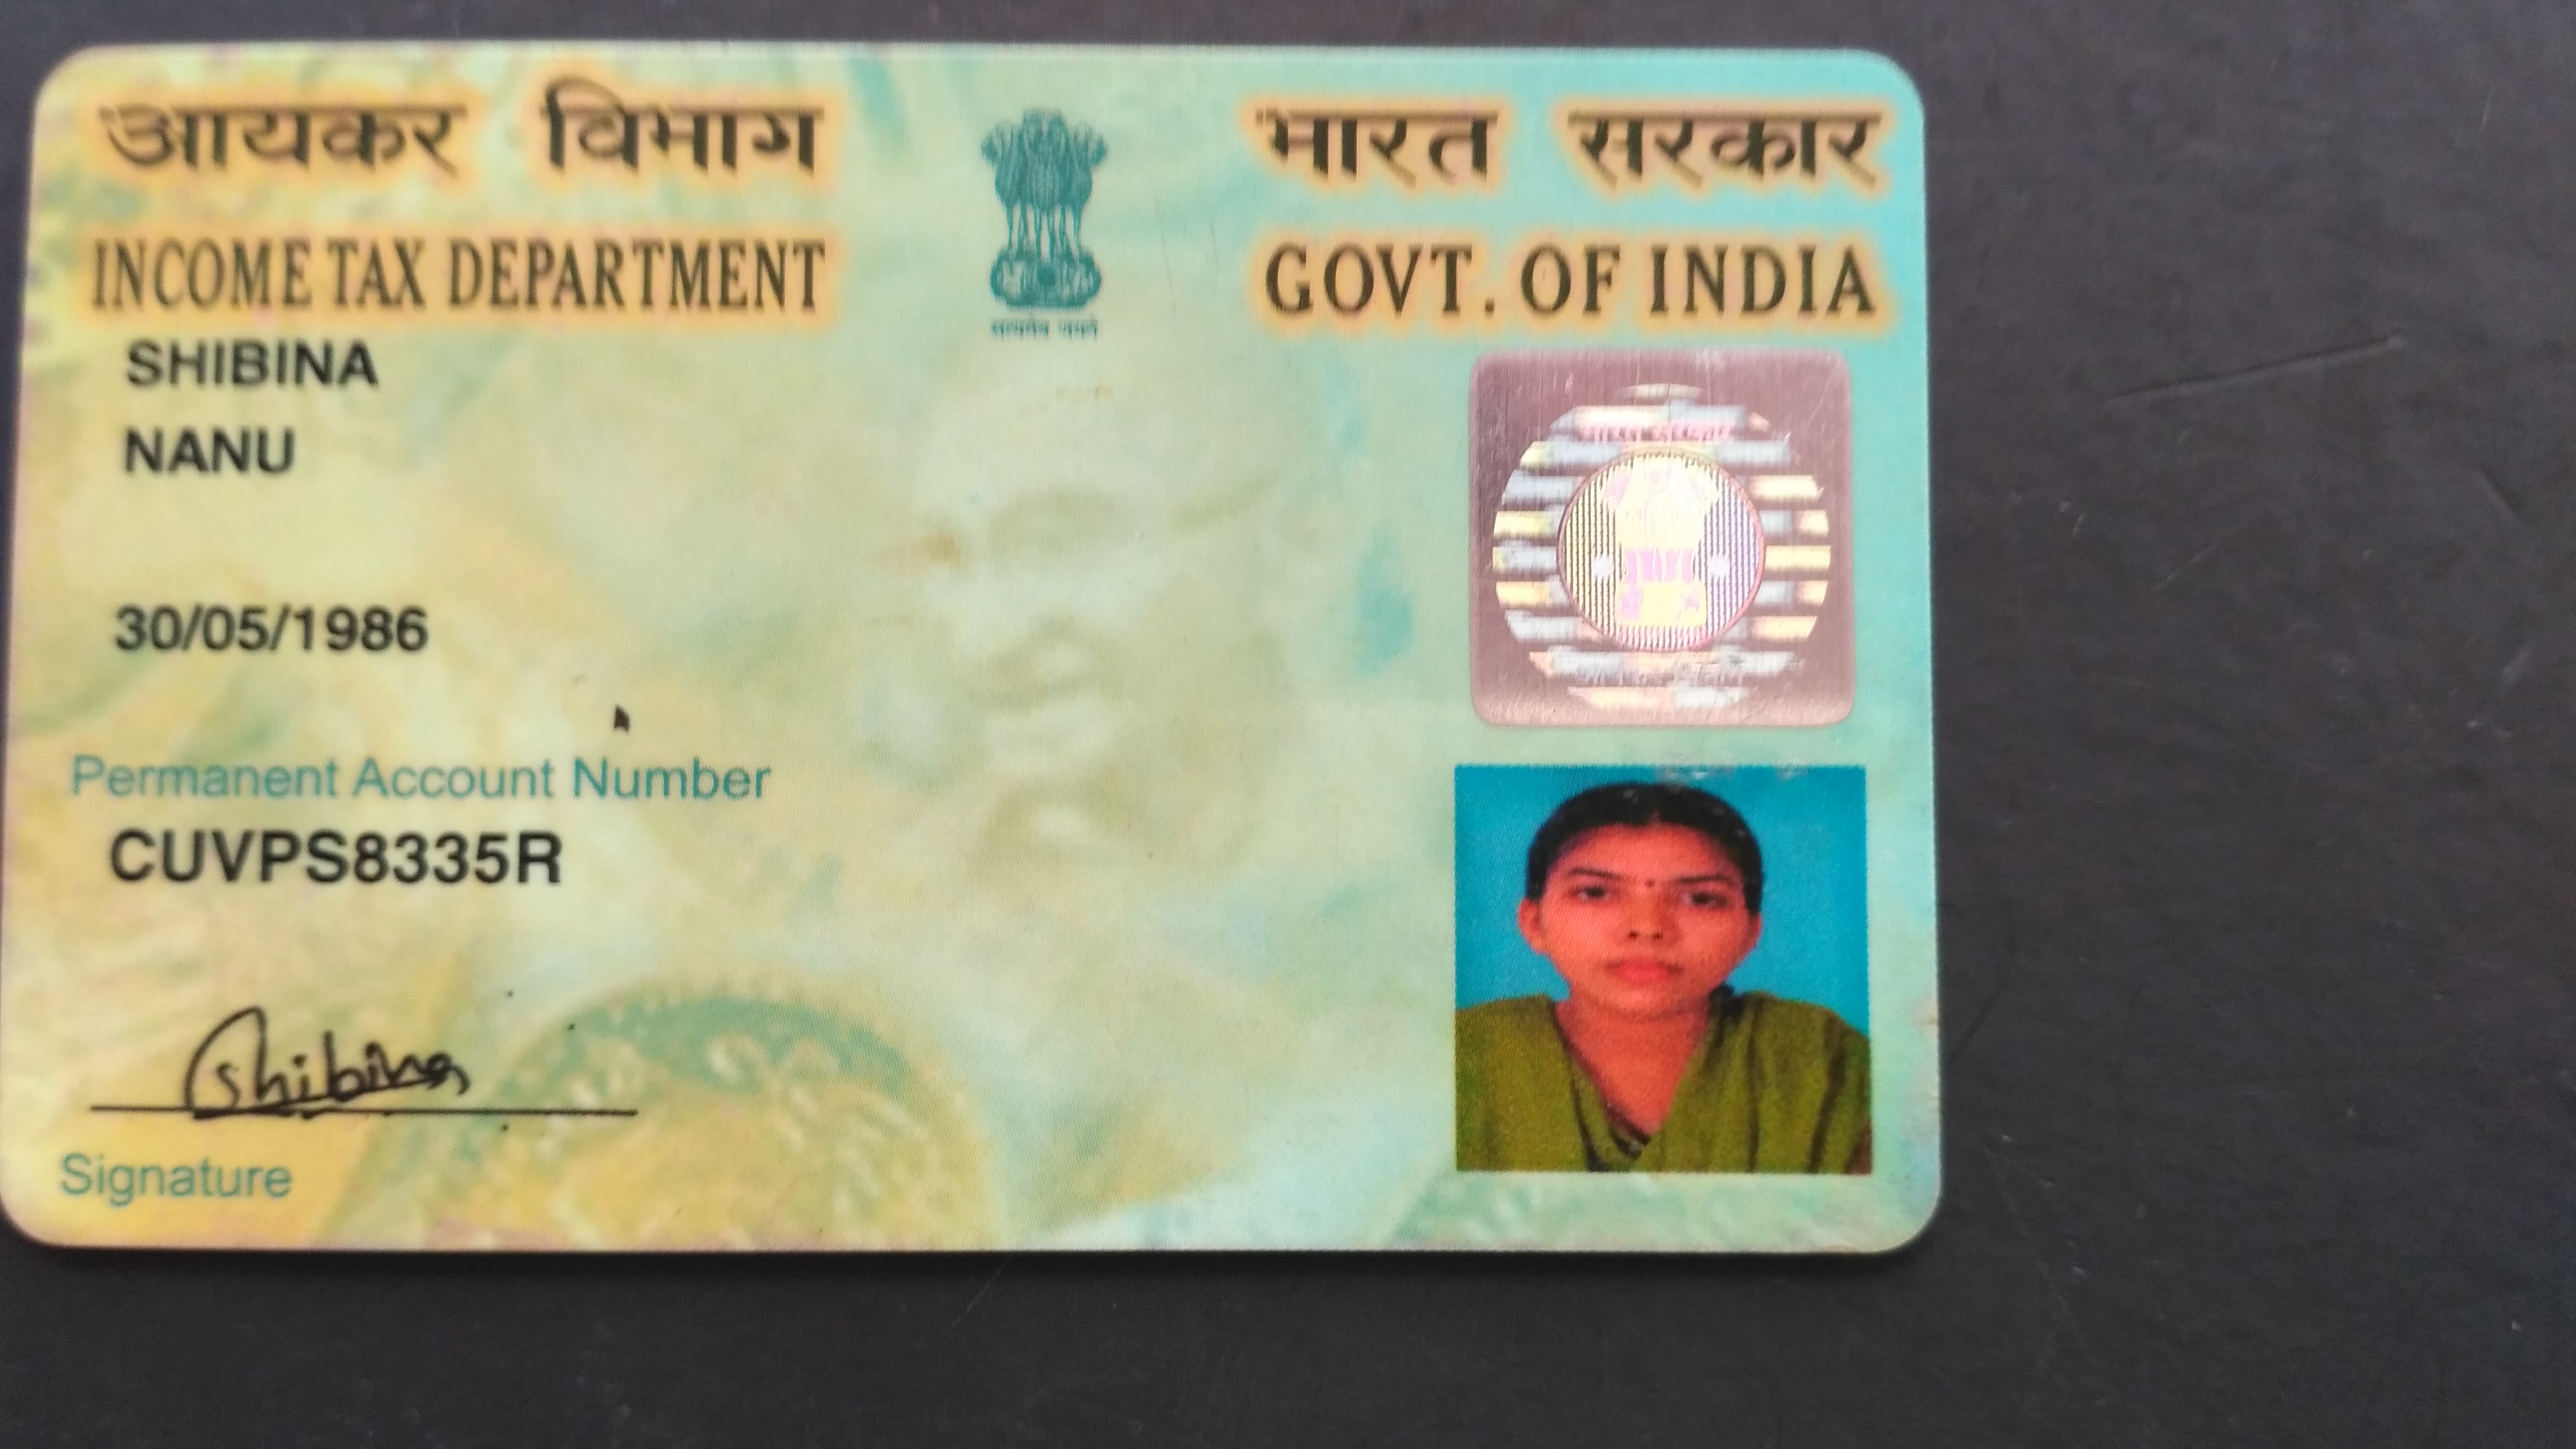 आयकर विभाग
INCOME TAX DEPARTMENT
भारत सरकार
GOVT. OF INDIA
सत्यमेव जयते
SHIBINA
NANU
30/05/1986
Permanent Account Number
CUVPS8335R
Shibina
Signature